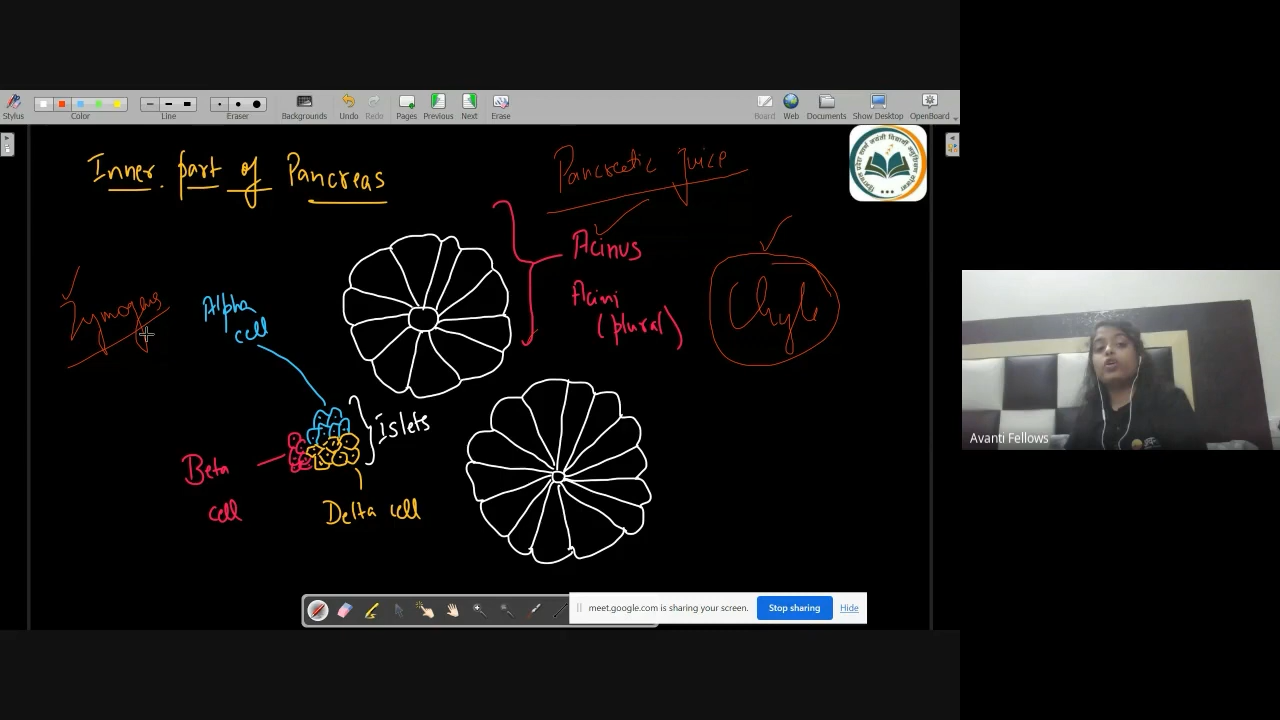 Stylus
Color
Line
Eraser
Backgrounds
Undo
Redo
Pages
Previous
Next
Erase
Board
Web
Documents
Show Desktop
OpenBoard
Inner part of Pancreas
Pancreatic Juice
Acinus
Acini
(plural)
Chyle
Zymogens
Alpha
cell
Islets
Beta
cell
Delta cell
meet.google.com is sharing your screen.
Stop sharing
Hide
Avanti Fellows